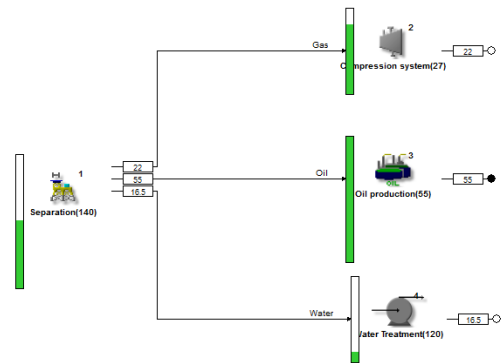 Gas
2
22
Compression system(27)
1
22
Oil
3
55
55
16.5
OIL
Separation(140)
Oil production(55)
4
Water
16.5
Water Treatment(120)